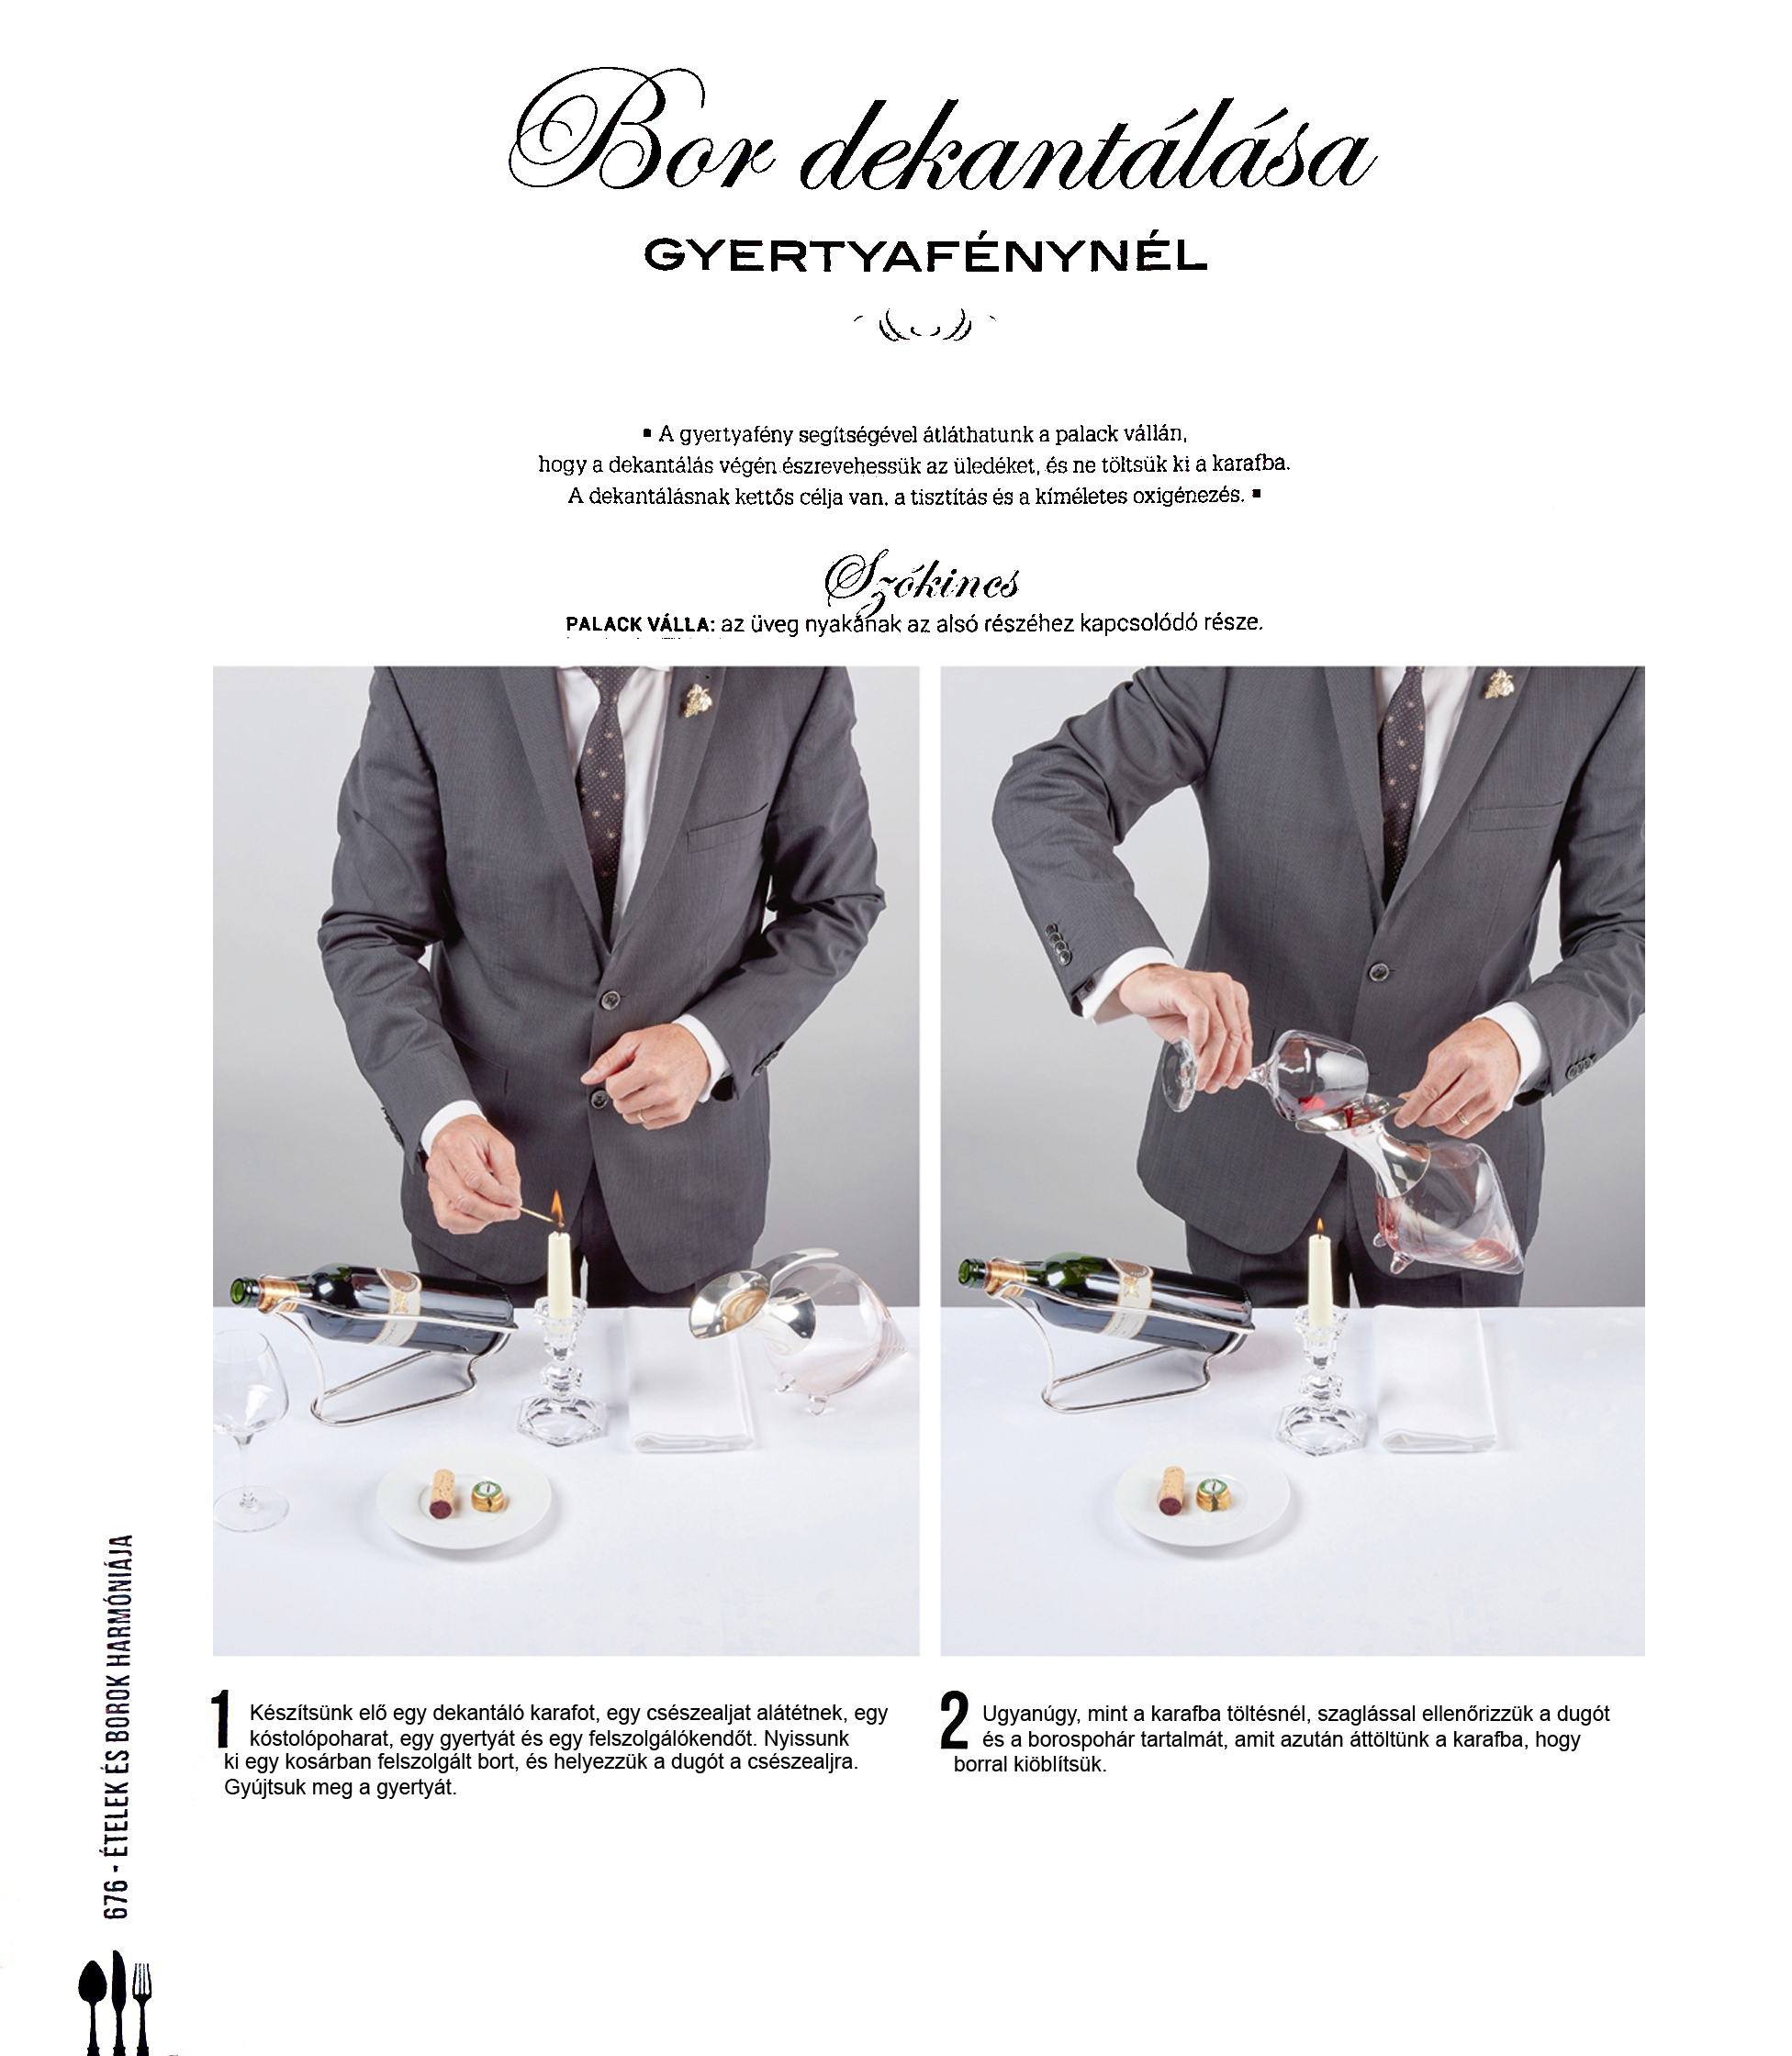 Bor dekantálása
GYERTYAFÉNYNÉL
▪ A gyertyafény segítségével átláthatunk a palack vállán,
hogy a dekantálás végén észrevehessük az üledéket, és ne töltsük ki a karafba.
A dekantálásnak kettős célja van, a tisztítás és a kíméletes oxigénezés. ▪
Szókincs
PALACK VÁLLA: az üveg nyakának az alsó részéhez kapcsolódó része.
1 Készítsünk elő egy dekantáló karafot, egy csészealjat alátétnek, egy
kóstolópoharat, egy gyertyát és egy felszolgálókendőt. Nyissunk
ki egy kosárban felszolgált bort, és helyezzük a dugót a csészealjra.
Gyújtsuk meg a gyertyát.
2 Ugyanúgy, mint a karafba töltésnél, szaglással ellenőrizzük a dugót
és a borospohár tartalmát, amit azután áttöltünk a karafba, hogy
borral kiöblítsük.
676 - ÉTELEK ÉS BOROK HARMÓNIÁJA